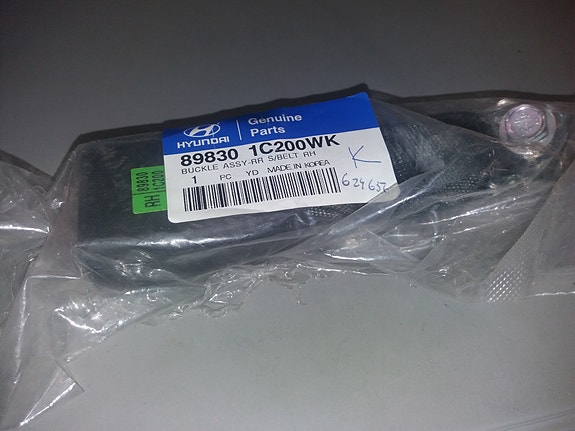 HYUNDAI
Genuine
Parts
89830 1C200WK
BUCKLE ASSY-RR S/BELT RH
1 PC YD MADE IN KOREA
K
RH
89830
1C200